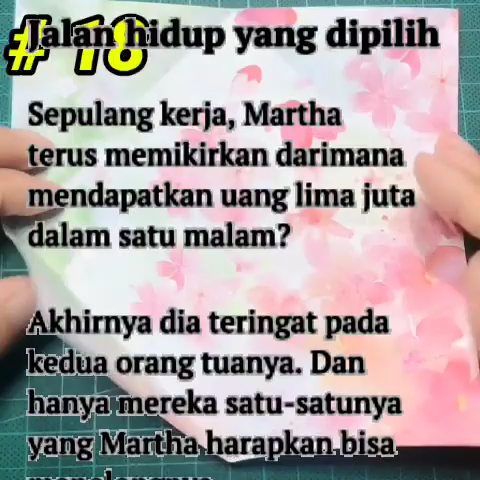 # 18
Jalan hidup yang dipilih
Sepulang kerja, Martha
terus memikirkan darimana
mendapatkan uang lima juta
dalam satu malam?
Akhirnya dia teringat pada
kedua orang tuanya. Dan
hanya mereka satu-satunya
yang Martha harapkan bisa